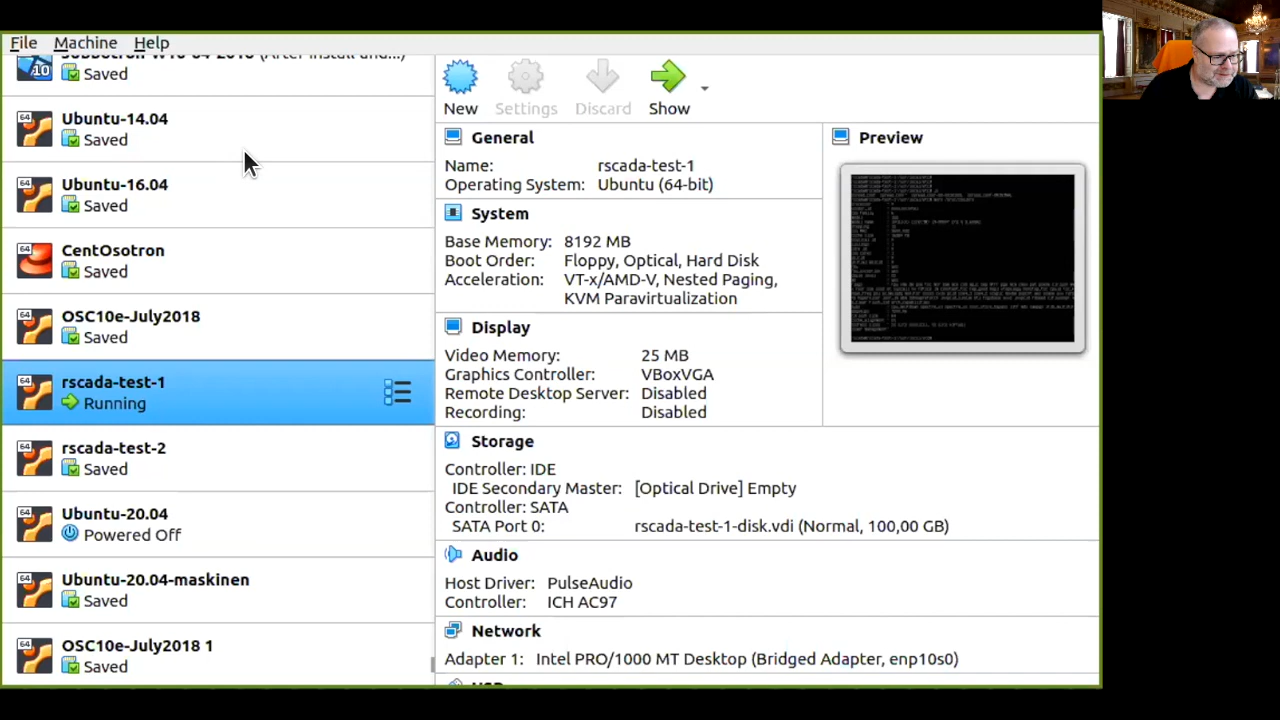 File Machine Help
Saved
Ubuntu-14.04
Saved
Ubuntu-16.04
Saved
CentOsotron
Saved
OSC10e-July2018
Saved
rscada-test-1
Running
rscada-test-2
Saved
Ubuntu-20.04
Powered Off
Ubuntu-20.04-maskinen
Saved
OSC10e-July2018 1
Saved
New Settings Discard Show
General
Name: rscada-test-1
Operating System: Ubuntu (64-bit)
System
Base Memory: 8192 MB
Boot Order: Floppy, Optical, Hard Disk
Acceleration: VT-x/AMD-V, Nested Paging,
KVM Paravirtualization
Display
Video Memory: 25 MB
Graphics Controller: VBoxVGA
Remote Desktop Server: Disabled
Recording: Disabled
Storage
Controller: IDE
IDE Secondary Master: [Optical Drive] Empty
Controller: SATA
SATA Port 0: rscada-test-1-disk.vdi (Normal, 100,00 GB)
Audio
Host Driver: PulseAudio
Controller: ICH AC97
Network
Adapter 1: Intel PRO/1000 MT Desktop (Bridged Adapter, enp10s0)
Preview